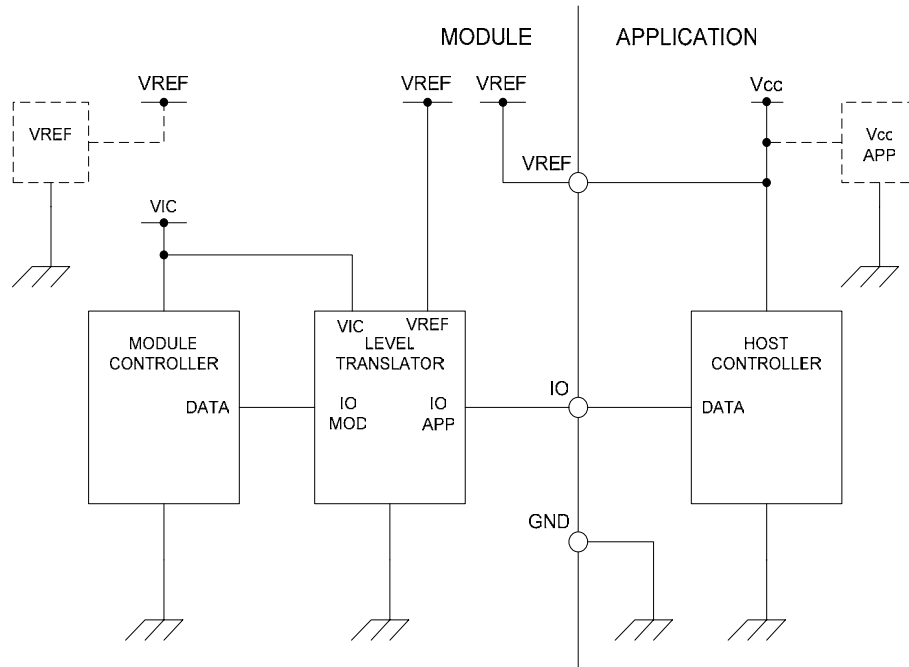 MODULE
APPLICATION
VREF
VREF
VREF
Vcc
VREF
Vcc
APP
VREF
VIC
VIC
VREF
MODULE
CONTROLLER
LEVEL
TRANSLATOR
HOST
CONTROLLER
IO
DATA
IO
MOD
IO
APP
DATA
GND